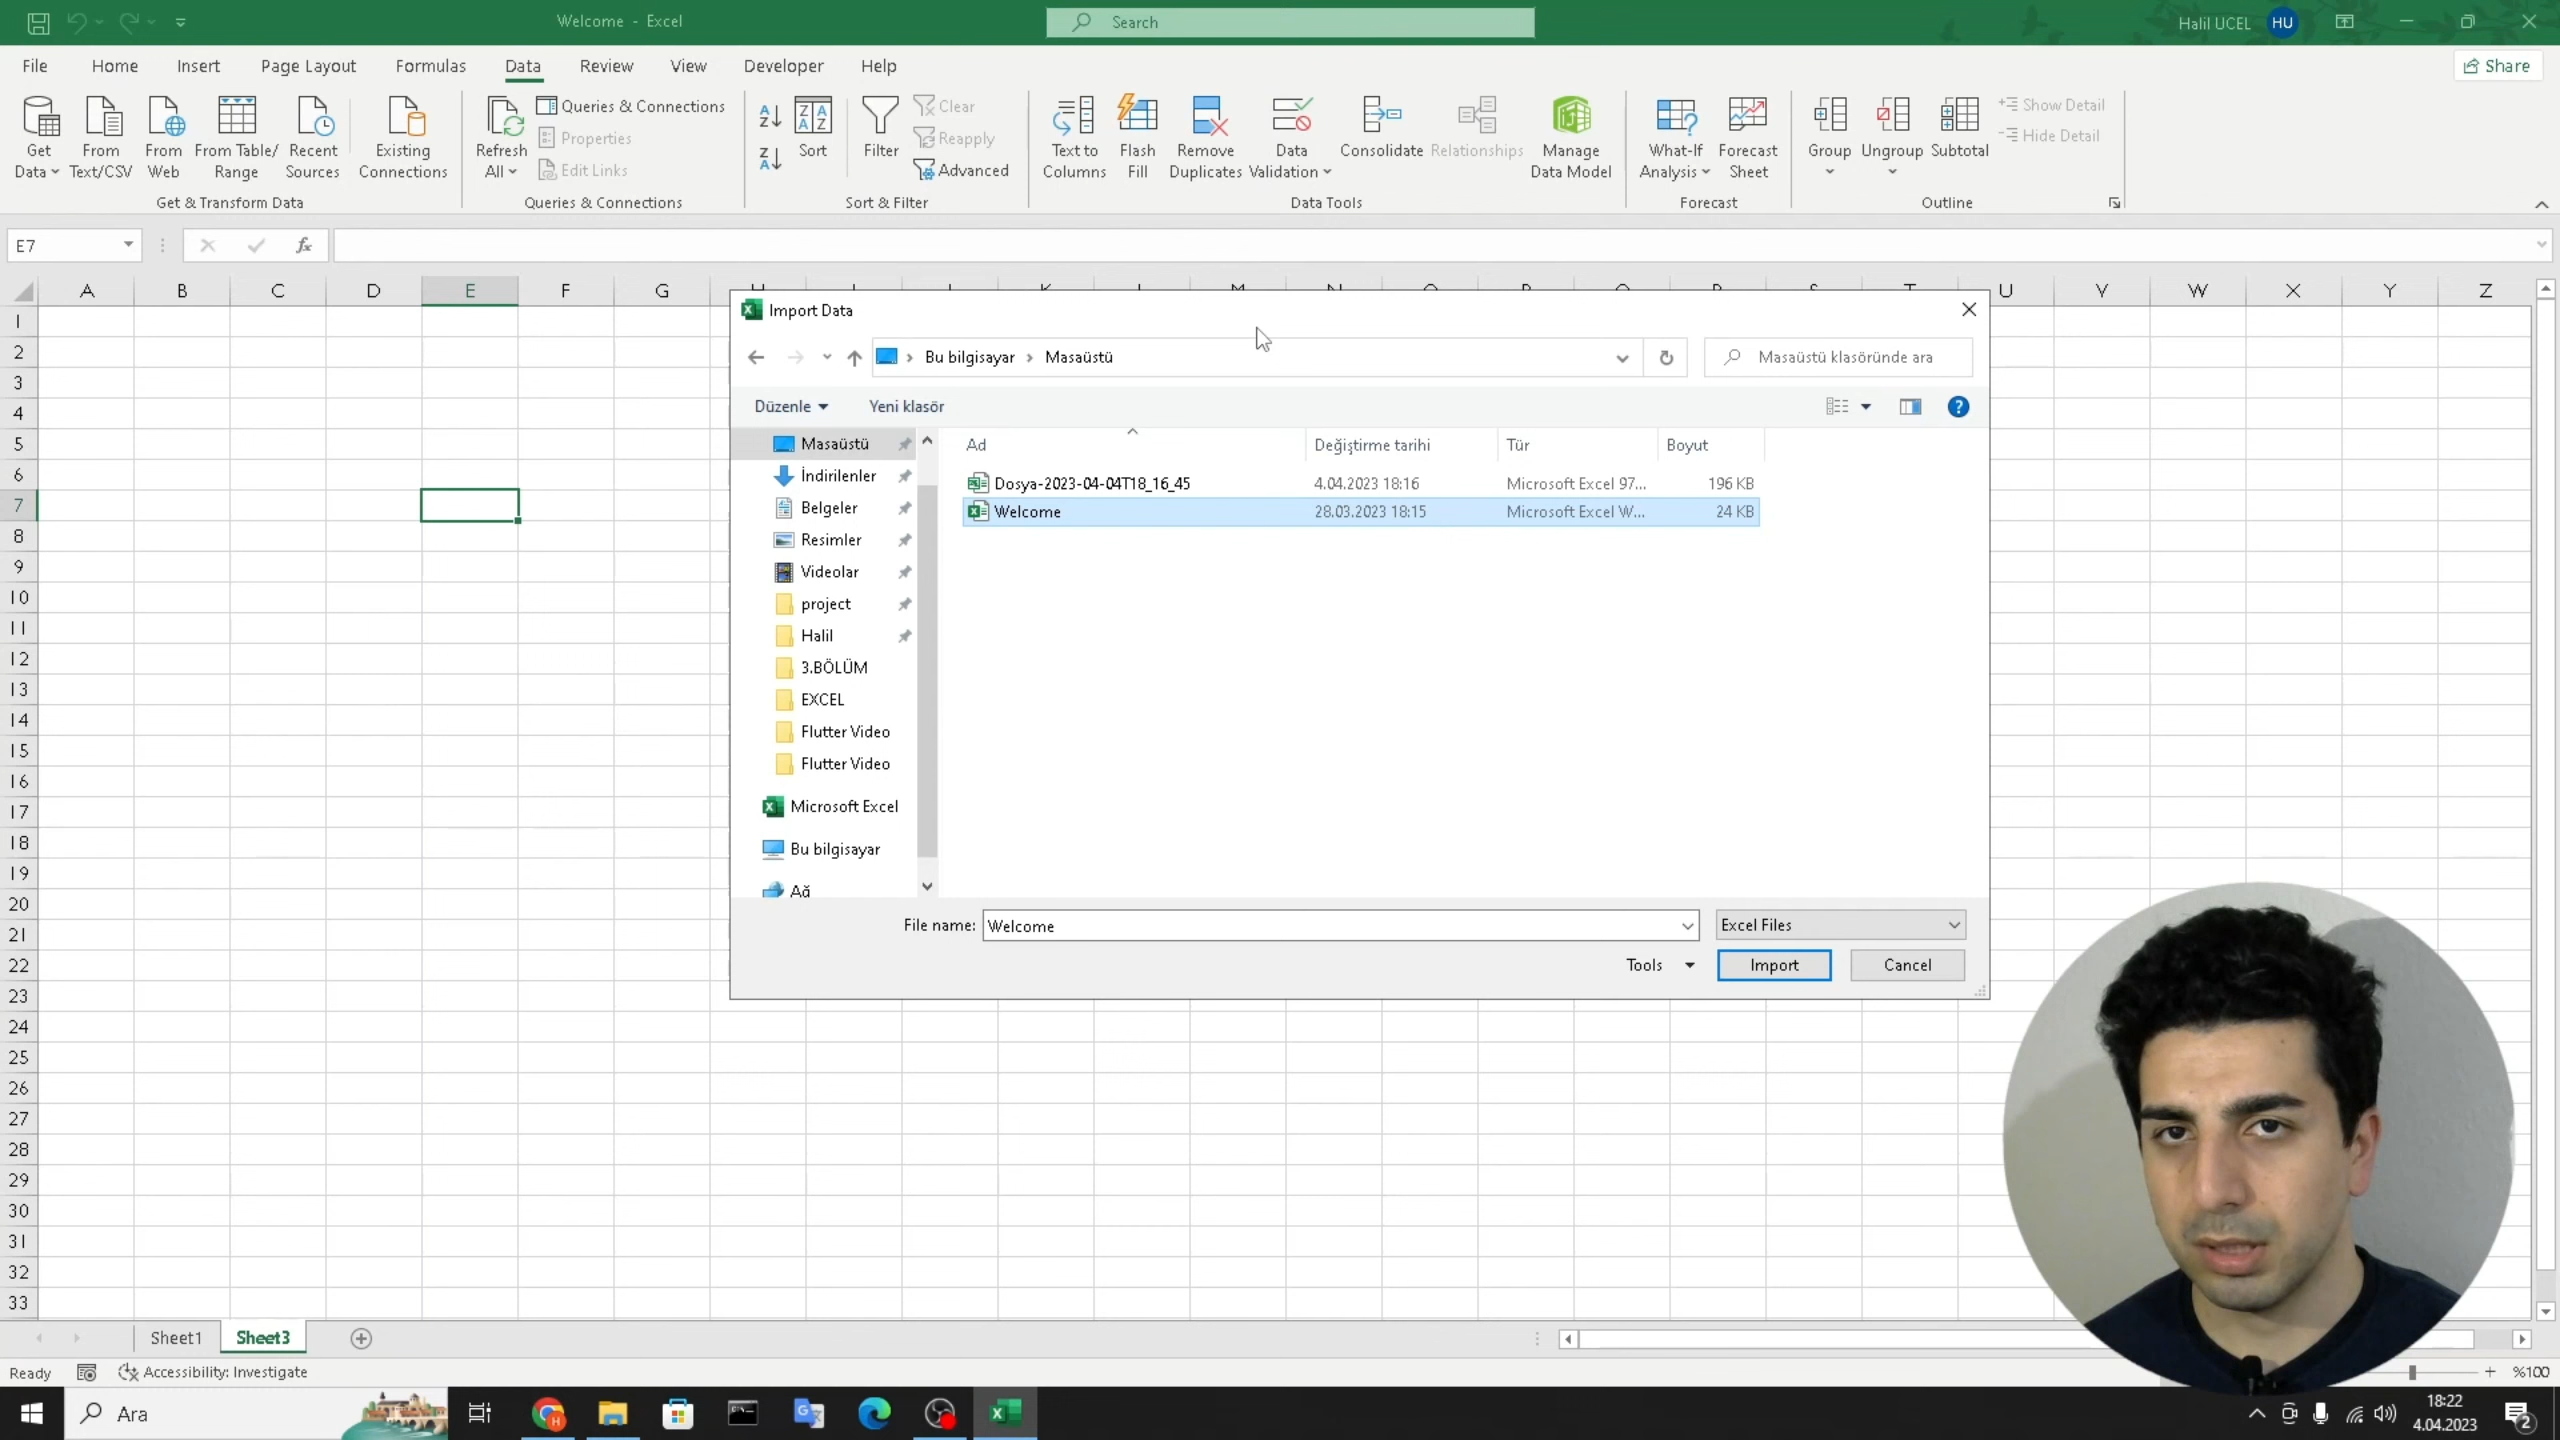 Welcome - Excel
Search
Halil UCEL HU
File Home Insert Page Layout Formulas Data Review View Developer Help
Share
Get Data
From Text/CSV
From Web
From Table/ Range
Recent Sources
Existing Connections
Get & Transform Data
Refresh All
Queries & Connections
Properties
Edit Links
Queries & Connections
Sort
Filter
Clear
Reapply
Advanced
Sort & Filter
Text to Columns
Flash Fill
Remove Duplicates
Data Validation
Consolidate
Relationships
Manage Data Model
Data Tools
What-If Analysis
Forecast Sheet
Forecast
Group
Ungroup
Subtotal
Show Detail
Hide Detail
Outline
E7 fx
A B C D E F G U V W X Y Z
1
2
3
4
5
6
7
8
9
10
11
12
13
14
15
16
17
18
19
20
21
22
23
24
25
26
27
28
29
30
31
32
33
Import Data
Bu bilgisayar Masaüstü
Masaüstü klasöründe ara
Düzenle Yeni klasör
Masaüstü
İndirilenler
Belgeler
Resimler
Videolar
project
Halil
3.BÖLÜM
EXCEL
Flutter Video
Flutter Video
Microsoft Excel
Bu bilgisayar
Ağ
Ad Değiştirme tarihi Tür Boyut
Dosya-2023-04-04T18_16_45 4.04.2023 18:16 Microsoft Excel 97... 196 KB
Welcome 28.03.2023 18:15 Microsoft Excel W... 24 KB
File name: Welcome Excel Files
Tools Import Cancel
Sheet1 Sheet3
Ready Accessibility: Investigate %100
Ara
18:22
4.04.2023
2